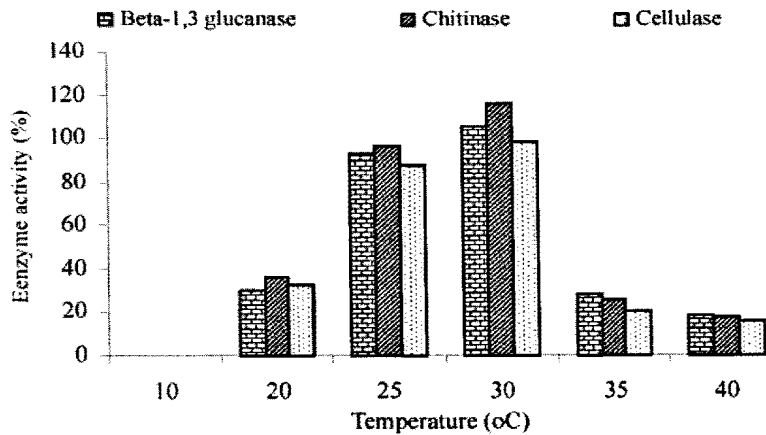 Beta-1,3 glucanase Chitinase Cellulase
140
120
100
80
60
40
20
0
Eenzyme activity (%)
10 20 25 30 35 40
Temperature (oC)